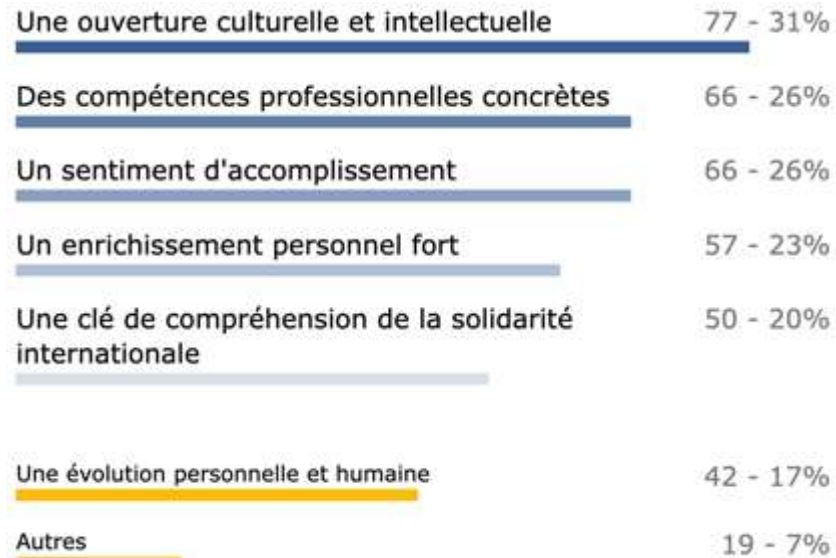 Une ouverture culturelle et intellectuelle 77 - 31%
Des compétences professionnelles concrètes 66 - 26%
Un sentiment d'accomplissement 66 - 26%
Un enrichissement personnel fort 57 - 23%
Une clé de compréhension de la solidarité 50 - 20%
internationale
Une évolution personnelle et humaine 42 - 17%
Autres 19 - 7%